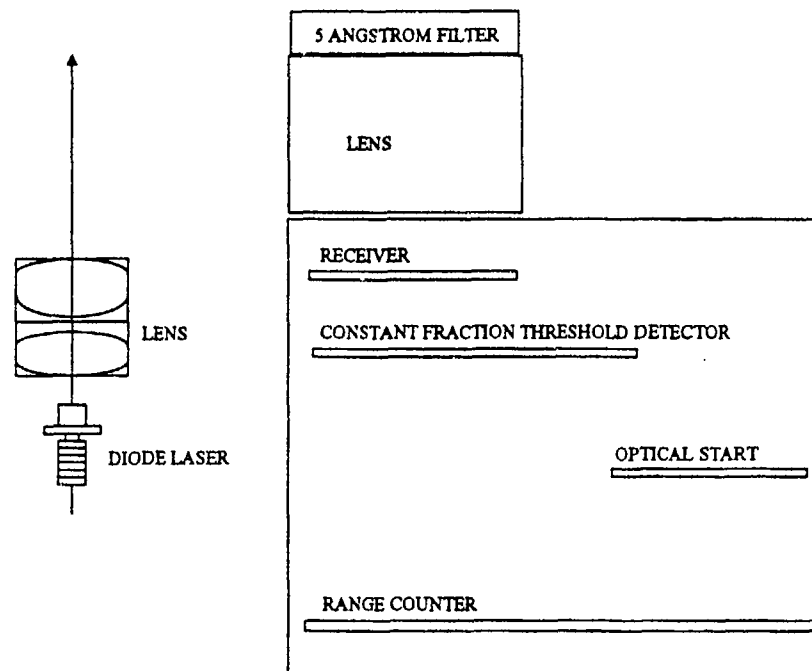 5 ANGSTROM FILTER
LENS
RECEIVER
CONSTANT FRACTION THRESHOLD DETECTOR
LENS
DIODE LASER
OPTICAL START
RANGE COUNTER